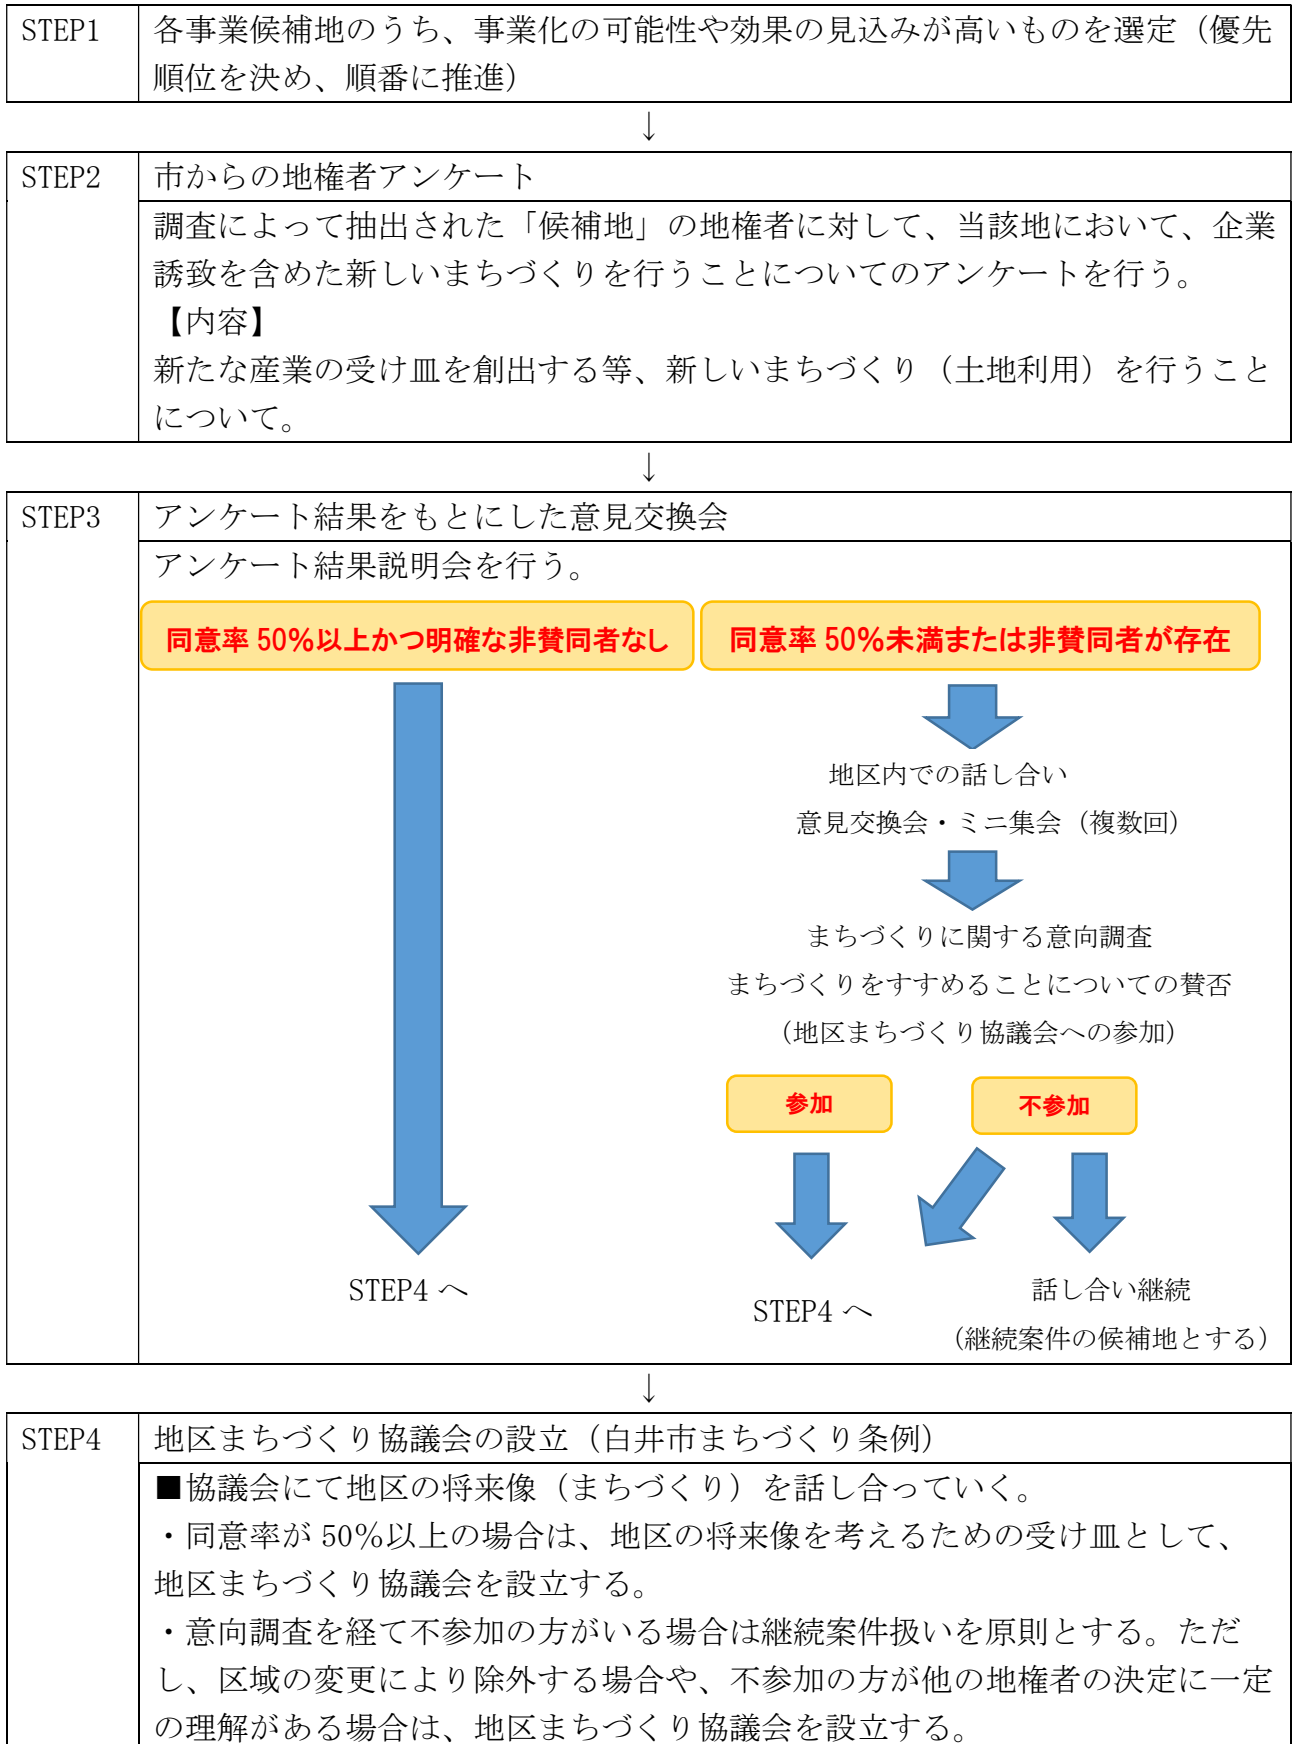 STEP1
各事業候補地のうち、事業化の可能性や効果の見込みが高いものを選定（優先
順位を決め、順番に推進）
↓
STEP2
市からの地権者アンケート
調査によって抽出された「候補地」の地権者に対して、当該地において、企業
誘致を含めた新しいまちづくりを行うことについてのアンケートを行う。
【内容】
新たな産業の受け皿を創出する等、新しいまちづくり（土地利用）を行うこと
について。
↓
STEP3
アンケート結果をもとにした意見交換会
アンケート結果説明会を行う。
同意率 50％以上かつ明確な非賛同者なし
同意率 50％未満または非賛同者が存在
地区内での話し合い
意見交換会・ミニ集会（複数回）
まちづくりに関する意向調査
まちづくりをすすめることについての賛否
（地区まちづくり協議会への参加）
参加
不参加
STEP4 へ
STEP4 へ
話し合い継続
（継続案件の候補地とする）
↓
STEP4
地区まちづくり協議会の設立（白井市まちづくり条例）
■協議会にて地区の将来像（まちづくり）を話し合っていく。
・同意率が 50％以上の場合は、地区の将来像を考えるための受け皿として、
地区まちづくり協議会を設立する。
・意向調査を経て不参加の方がいる場合は継続案件扱いを原則とする。ただ
し、区域の変更により除外する場合や、不参加の方が他の地権者の決定に一定
の理解がある場合は、地区まちづくり協議会を設立する。